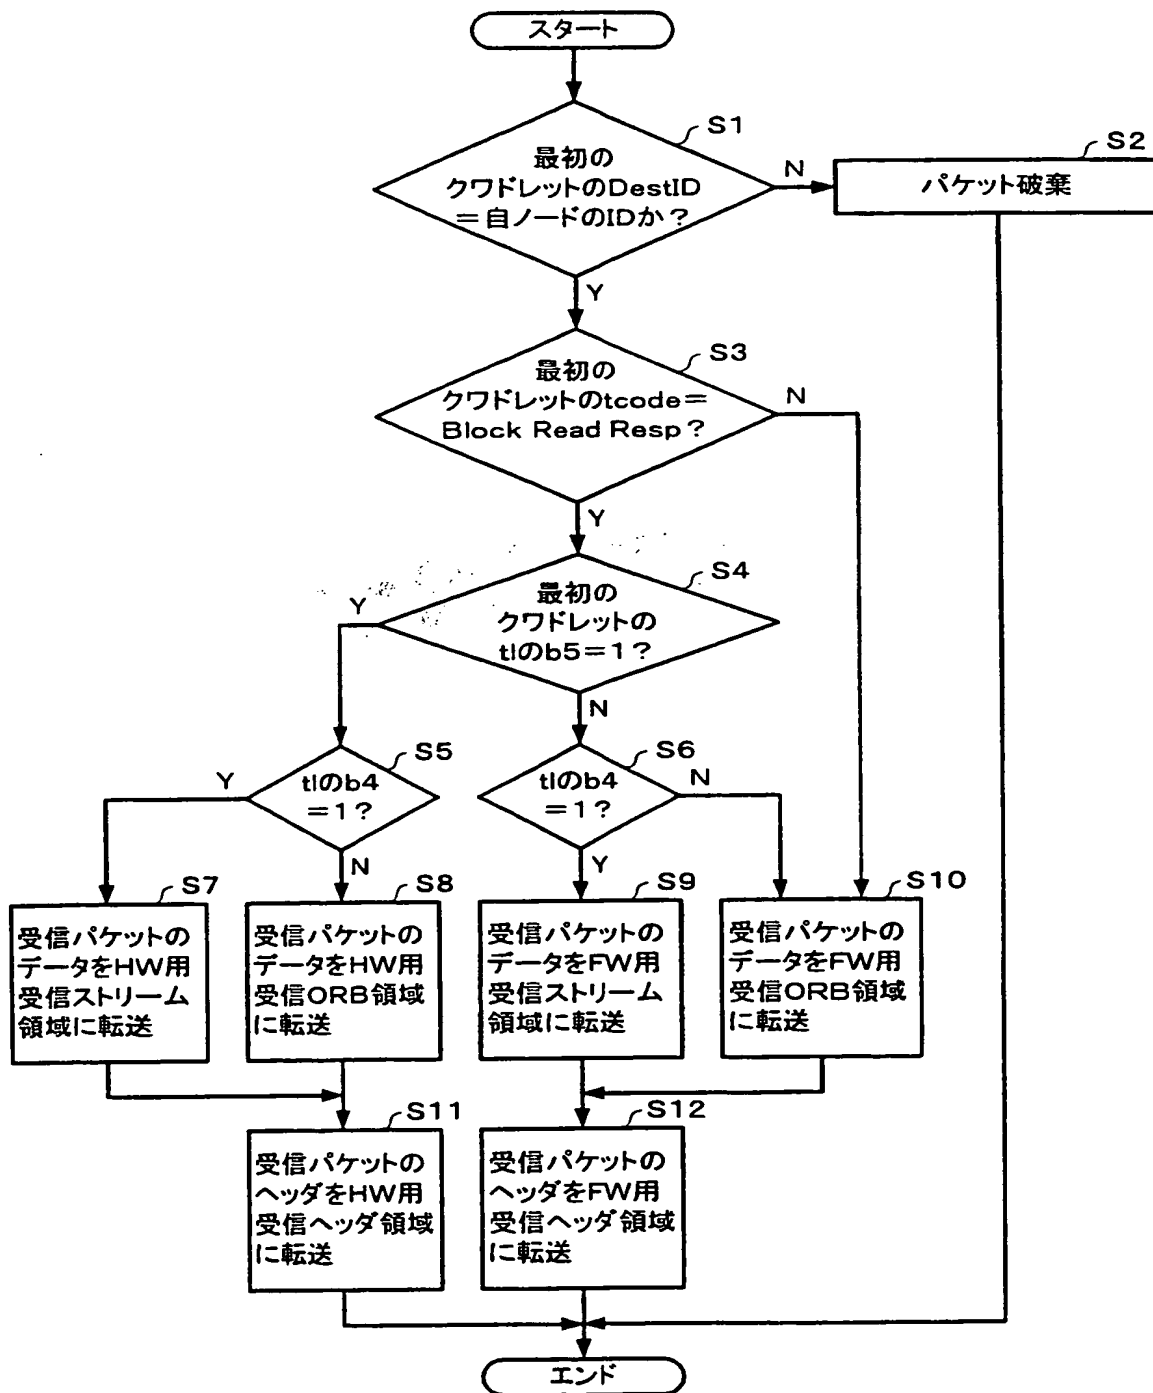 スタート
S1
最初の
クワドレットのDestID
=自ノードのIDか?
N
S2
パケット破棄
Y
S3
最初の
クワドレットのtcode=
Block Read Resp?
N
Y
S4
最初の
クワドレットの
tlのb5=1?
Y
N
S5
tlのb4
=1?
Y
N
S6
tlのb4
=1?
N
Y
S7
受信パケットの
データをHW用
受信ストリーム
領域に転送
S8
受信パケットの
データをHW用
受信ORB領域
に転送
S9
受信パケットの
データをFW用
受信ストリーム
領域に転送
S10
受信パケットの
データをFW用
受信ORB領域
に転送
S11
受信パケットの
ヘッダをHW用
受信ヘッダ領域
に転送
S12
受信パケットの
ヘッダをFW用
受信ヘッダ領域
に転送
エンド